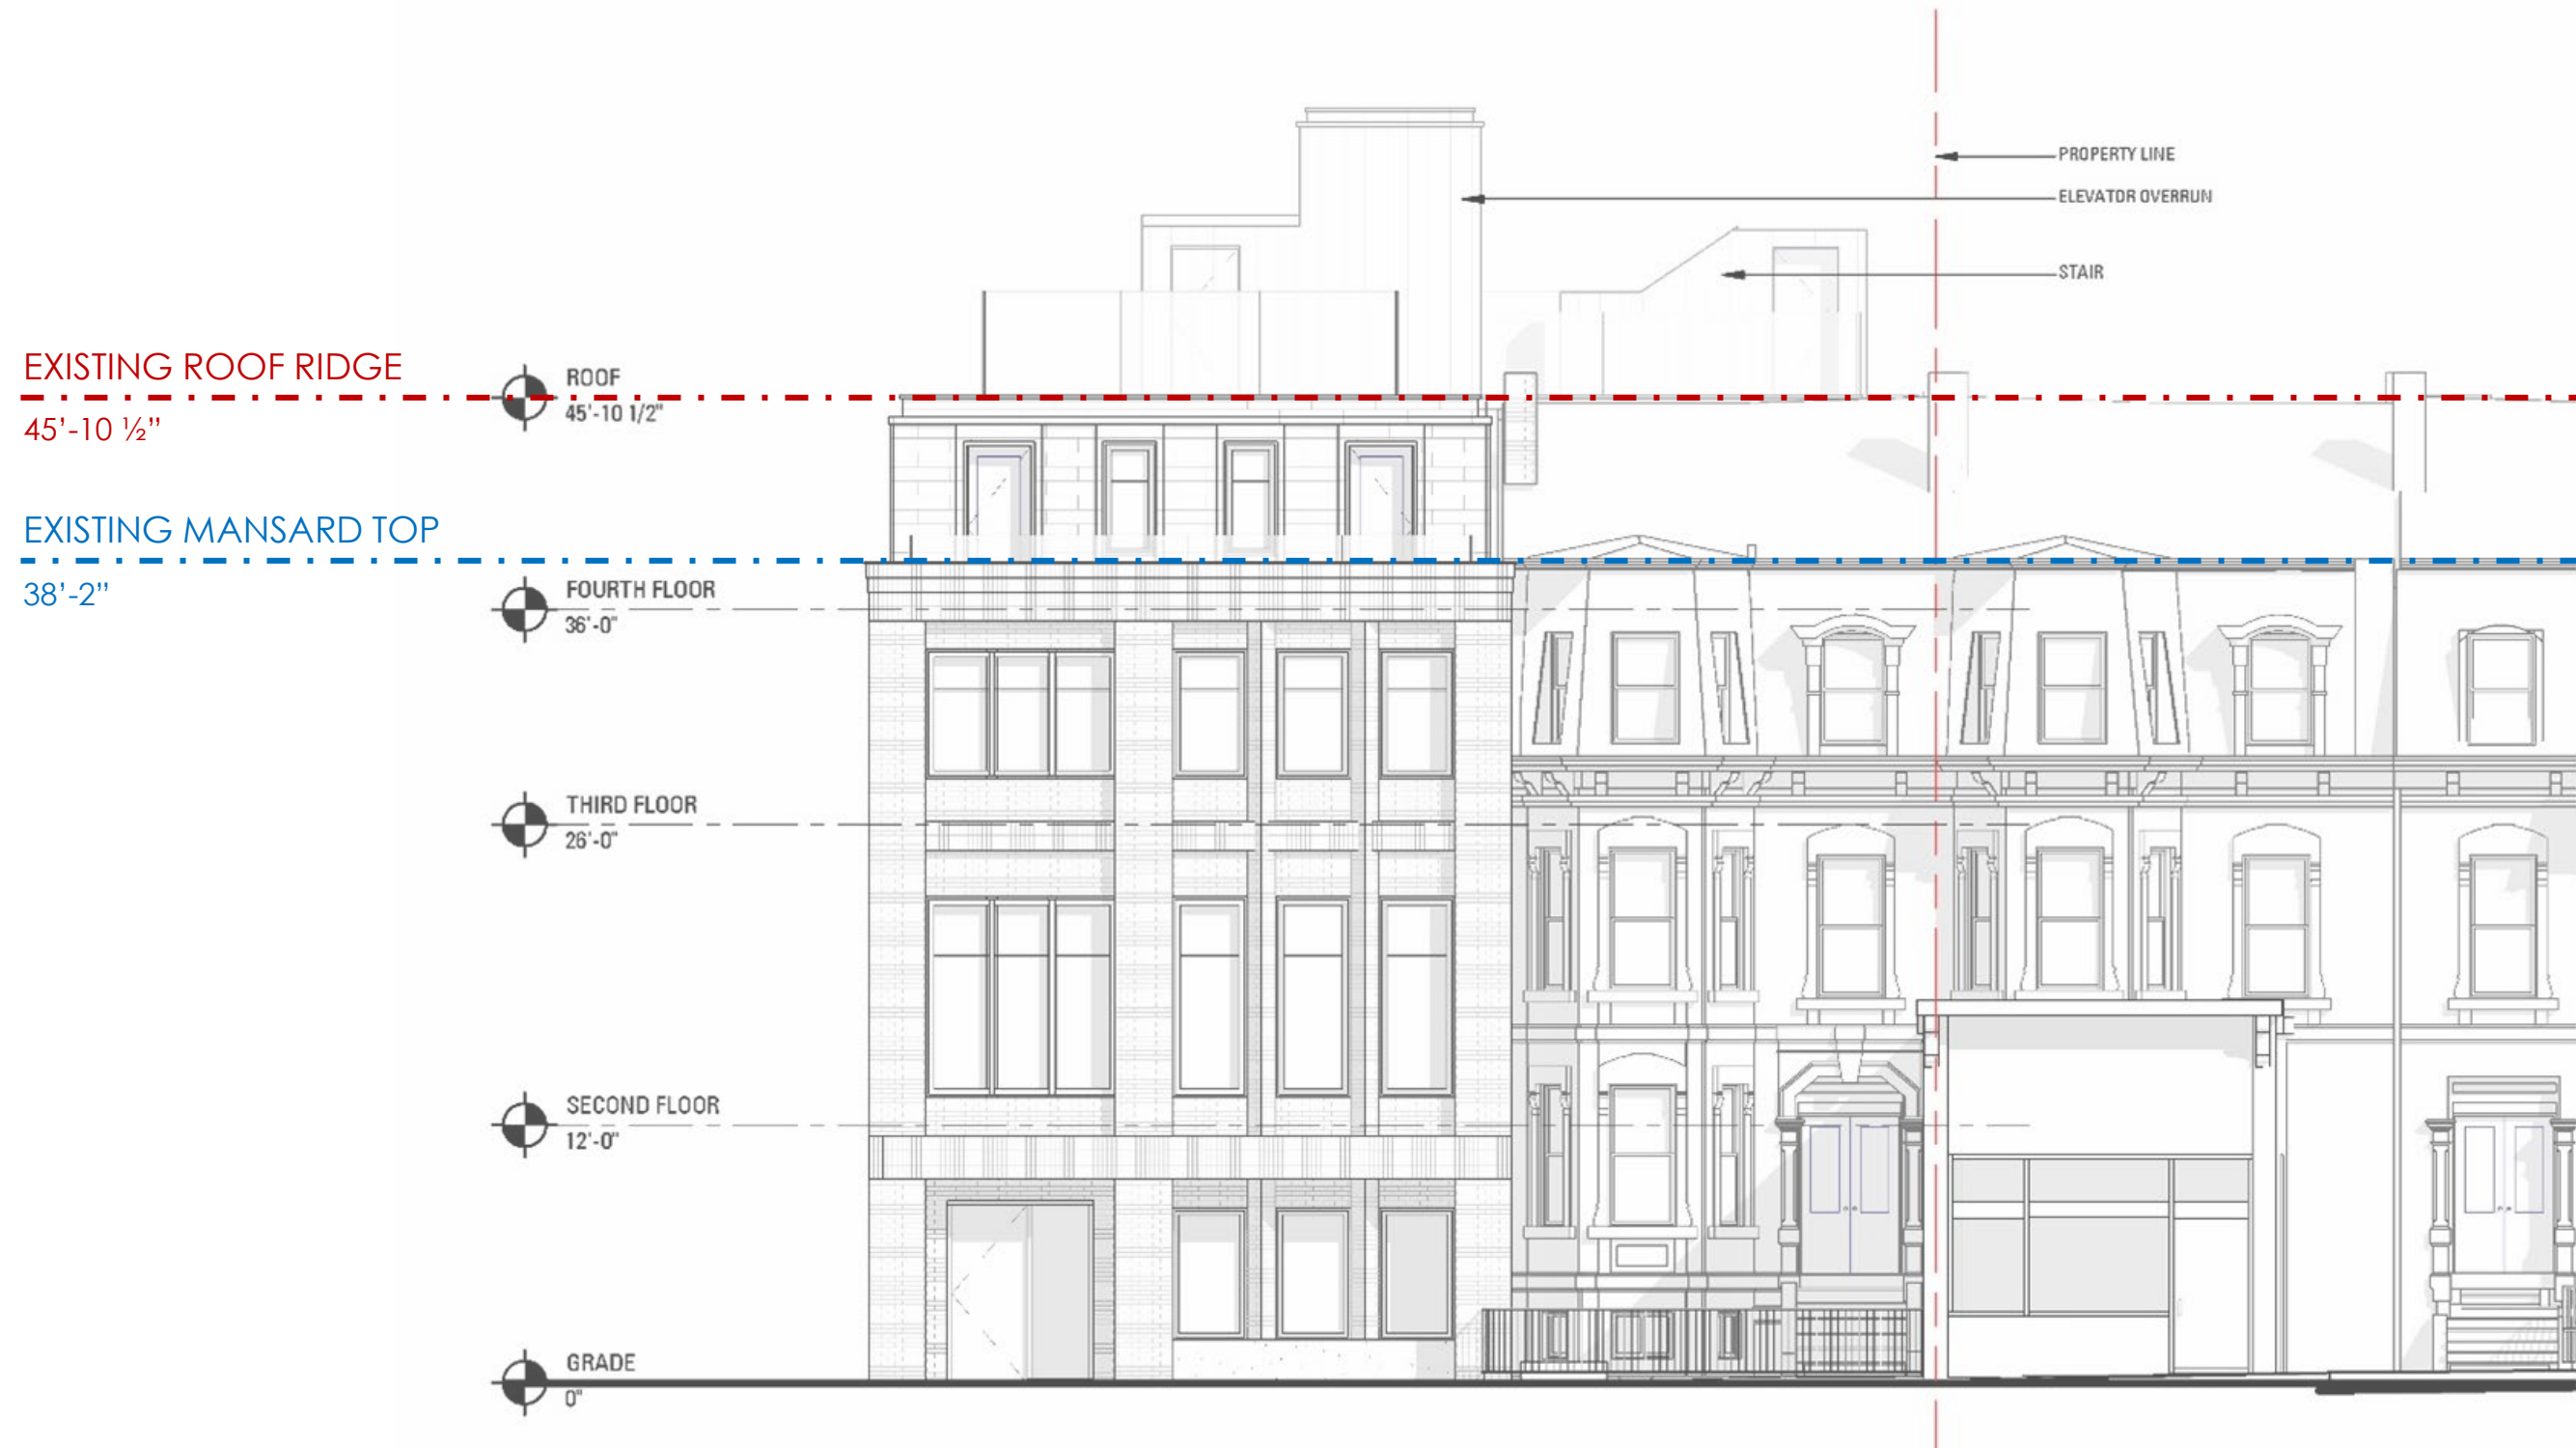 PROPERTY LINE
ELEVATOR OVERRUN
STAIR
EXISTING ROOF RIDGE
45’-10 ½”
ROOF
45'-10 1/2"
EXISTING MANSARD TOP
38’-2”
FOURTH FLOOR
36'-0"
THIRD FLOOR
26'-0"
SECOND FLOOR
12'-0"
GRADE
0"